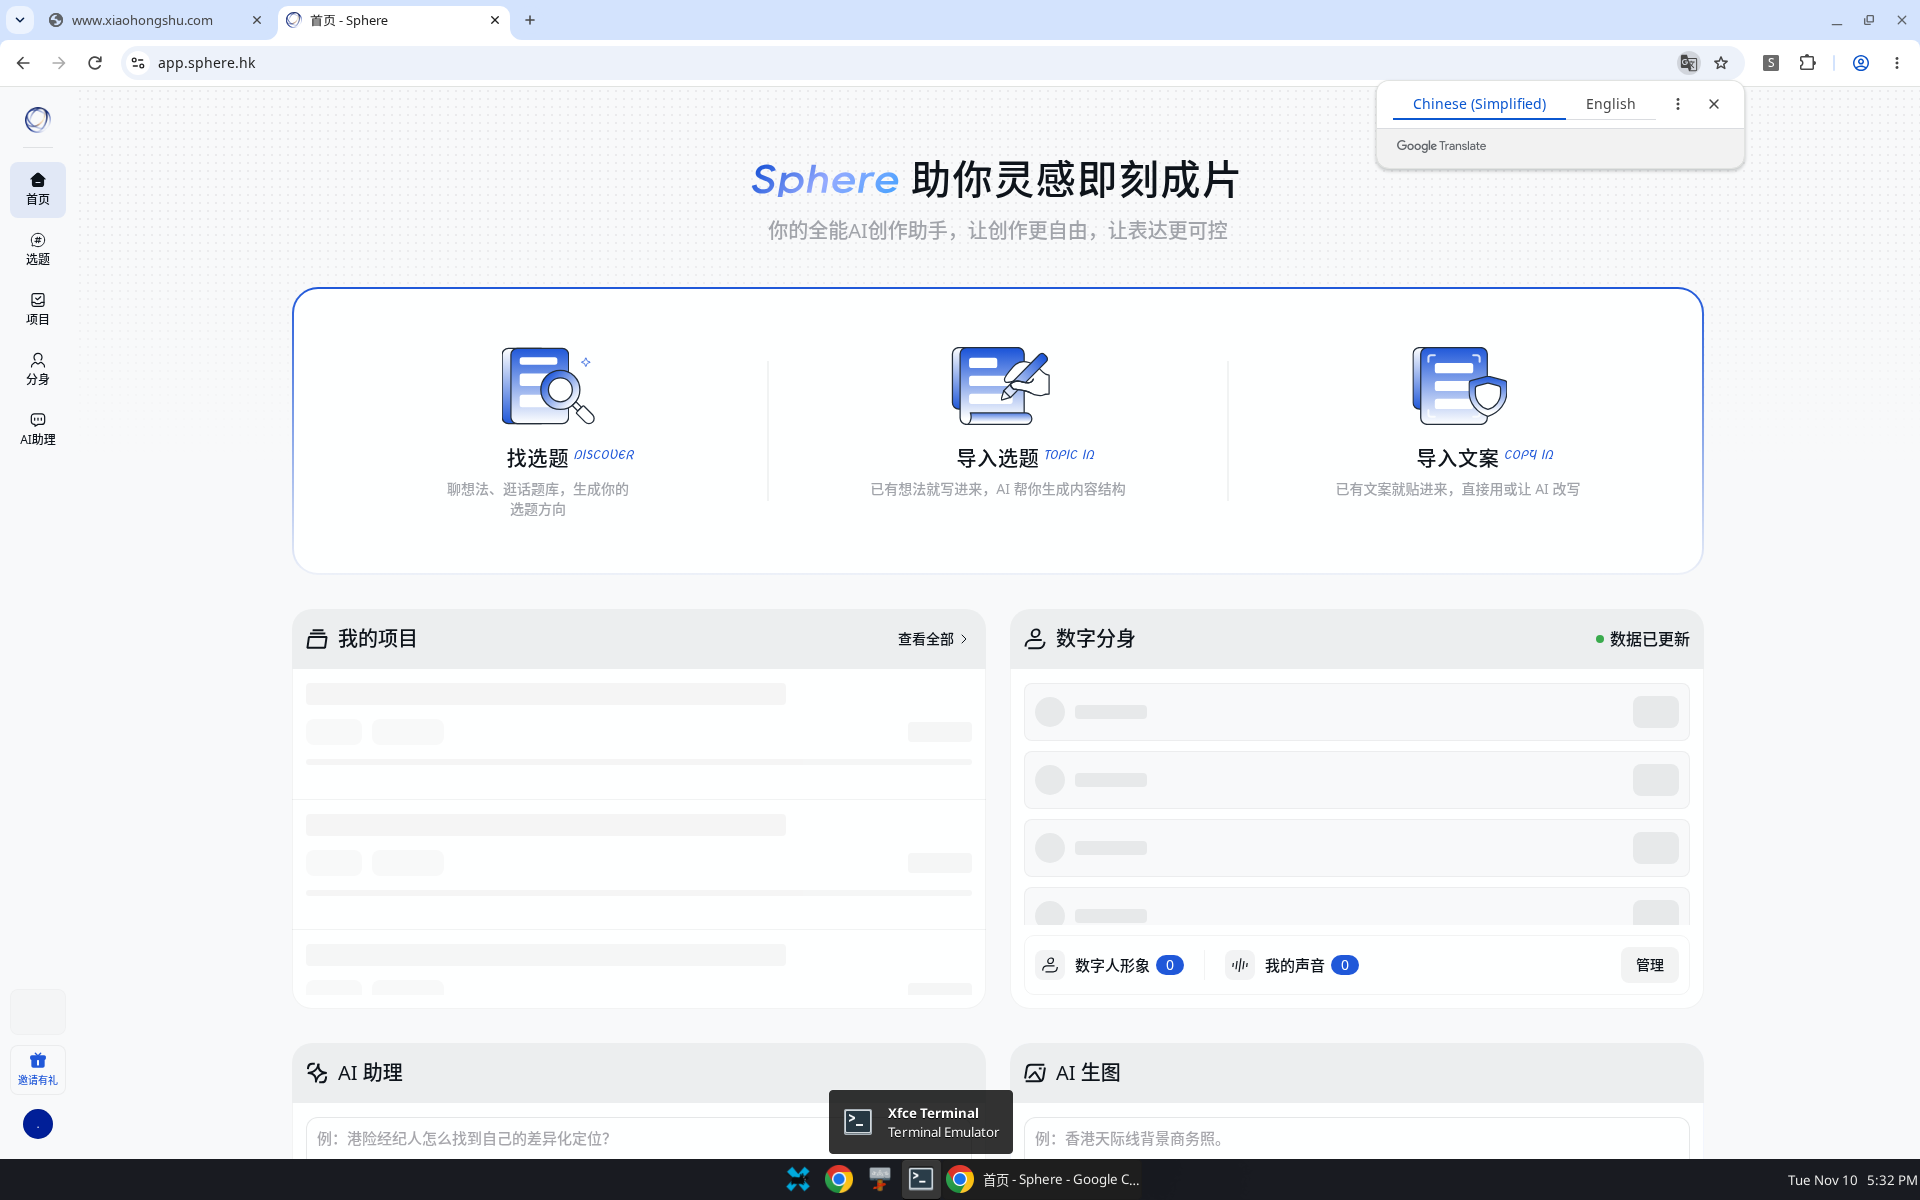 www.xiaohongshu.com
首页 - Sphere
app.sphere.hk
Chinese (Simplified)
English
Google Translate
首页
选题
项目
分身
AI助理
邀请有礼
Sphere 助你灵感即刻成片
你的全能AI创作助手，让创作更自由，让表达更可控
找选题 DISCOVER
聊想法、逛话题库，生成你的
选题方向
导入选题 TOPIC IN
已有想法就写进来，AI 帮你生成内容结构
导入文案 COPY IN
已有文案就贴进来，直接用或让 AI 改写
我的项目
查看全部
数字分身
数据已更新
数字人形象 0
我的声音 0
管理
AI 助理
例：港险经纪人怎么找到自己的差异化定位？
AI 生图
例：香港天际线背景商务照。
Xfce Terminal
Terminal Emulator
首页 - Sphere - Google C...
Tue Nov 10 5:32 PM